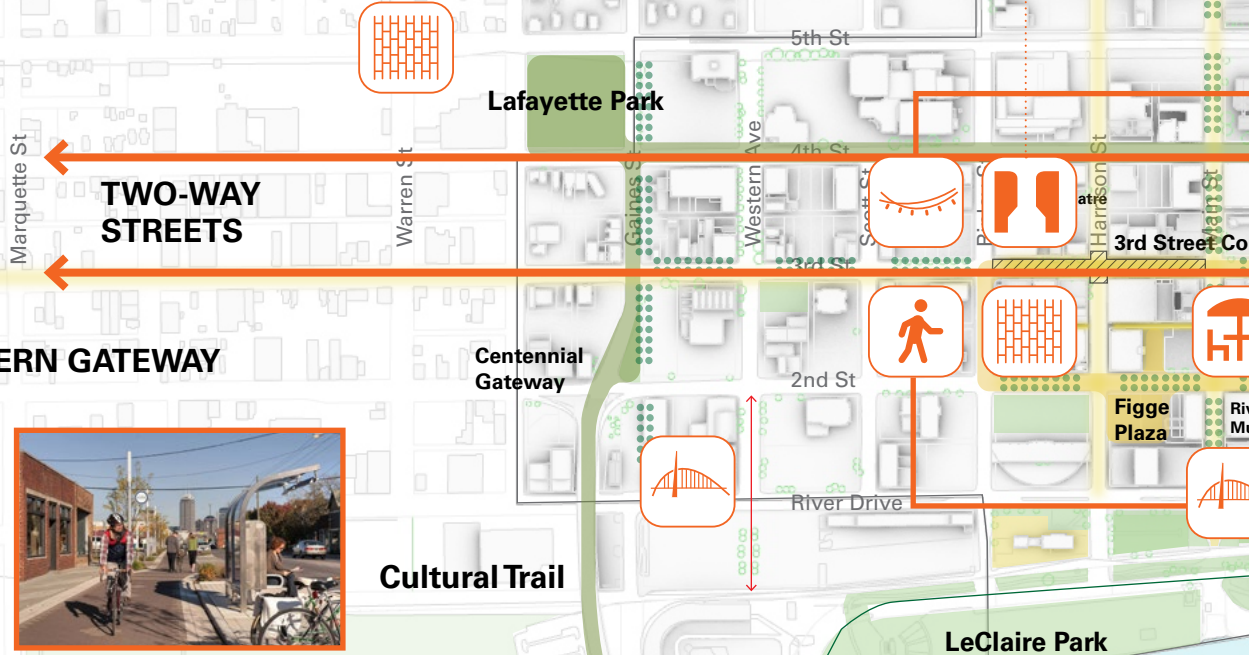 5th St
Lafayette Park
4th St
Marquette St
Warren St
Gaines St
Western Ave
Scott St
Harrison St
Main St
TWO-WAY
STREETS
atre
3rd Street Co
3rd St
ERN GATEWAY
Centennial
Gateway
2nd St
Figge
Plaza
Riv
Mu
River Drive
Cultural Trail
LeClaire Park